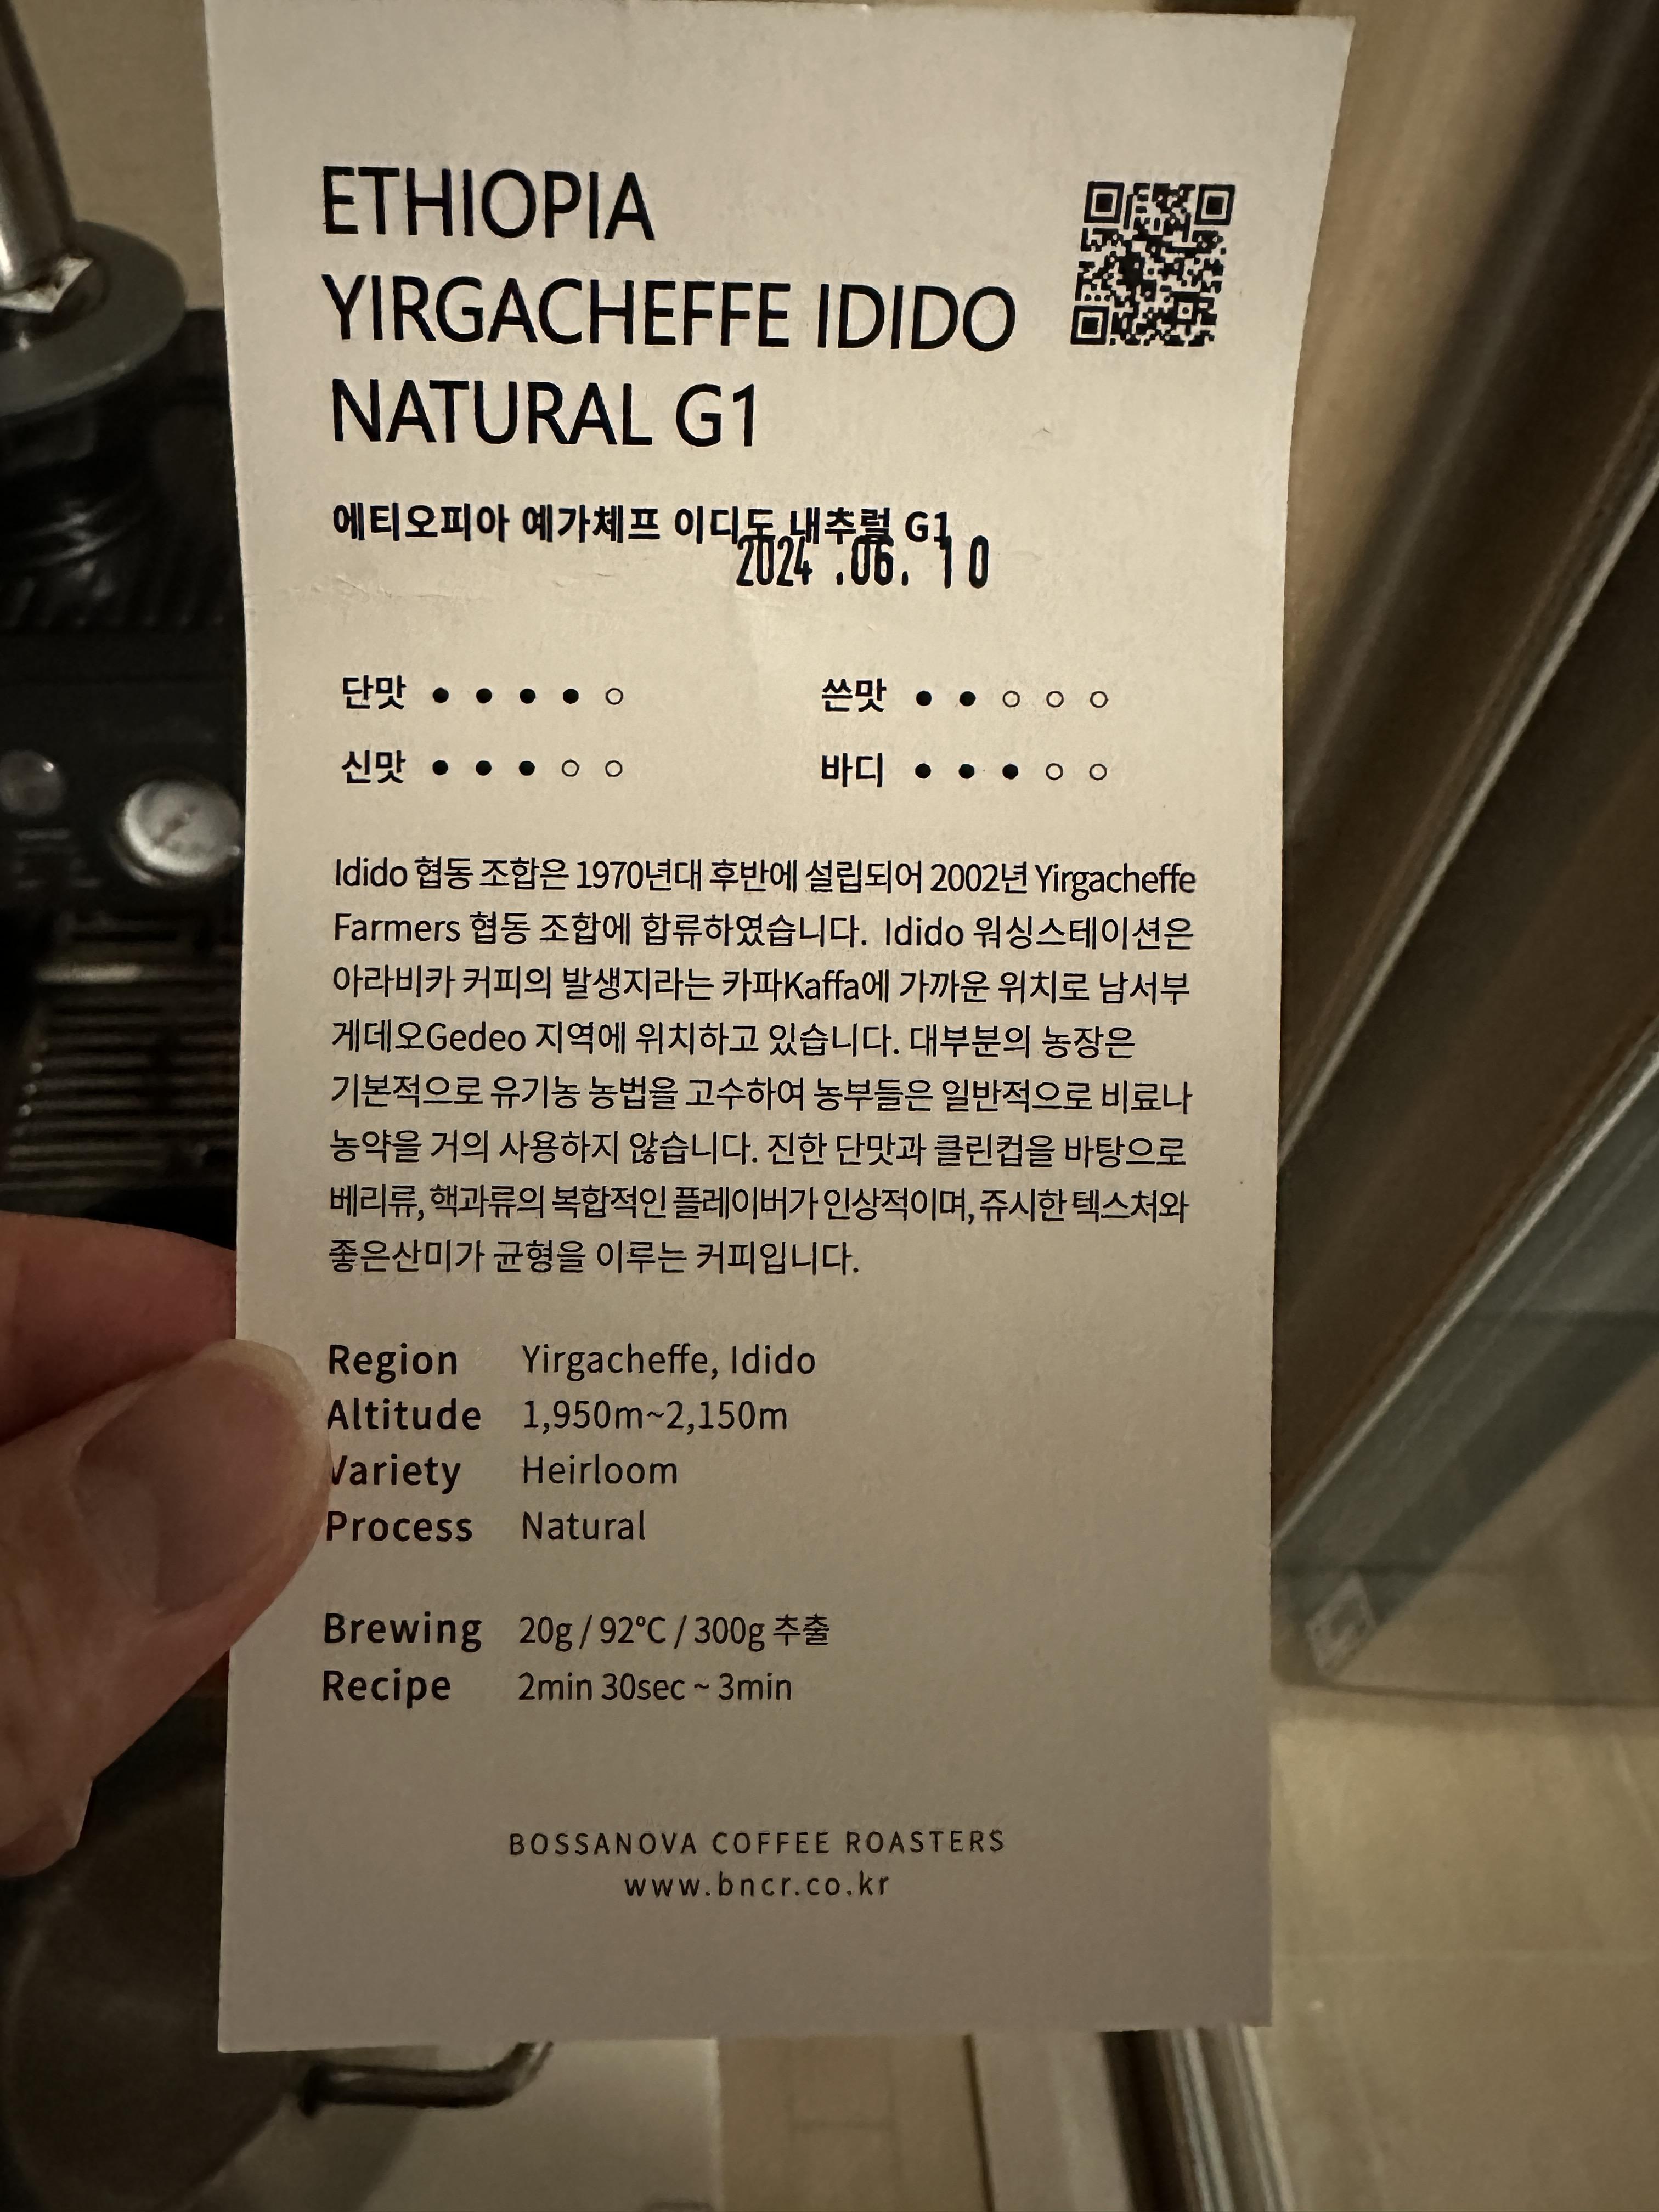 ETHIOPIA
YIRGACHEFFE IDIDO
NATURAL G1
에티오피아 예가체프 이디도 내추럴 G1
2024 .06. 10
단맛 ● ● ● ● ○ 쓴맛 ● ● ○ ○ ○
신맛 ● ● ● ○ ○ 바디 ● ● ● ○ ○
Idido 협동 조합은 1970년대 후반에 설립되어 2002년 Yirgacheffe
Farmers 협동 조합에 합류하였습니다. Idido 워싱스테이션은
아라비카 커피의 발생지라는 카파Kaffa에 가까운 위치로 남서부
게데오Gedeo 지역에 위치하고 있습니다. 대부분의 농장은
기본적으로 유기농 농법을 고수하여 농부들은 일반적으로 비료나
농약을 거의 사용하지 않습니다. 진한 단맛과 클린컵을 바탕으로
베리류, 핵과류의 복합적인 플레이버가 인상적이며, 쥬시한 텍스처와
좋은산미가 균형을 이루는 커피입니다.
Region Yirgacheffe, Idido
Altitude 1,950m~2,150m
Variety Heirloom
Process Natural
Brewing 20g / 92℃ / 300g 추출
Recipe 2min 30sec ~ 3min
BOSSANOVA COFFEE ROASTERS
www.bncr.co.kr